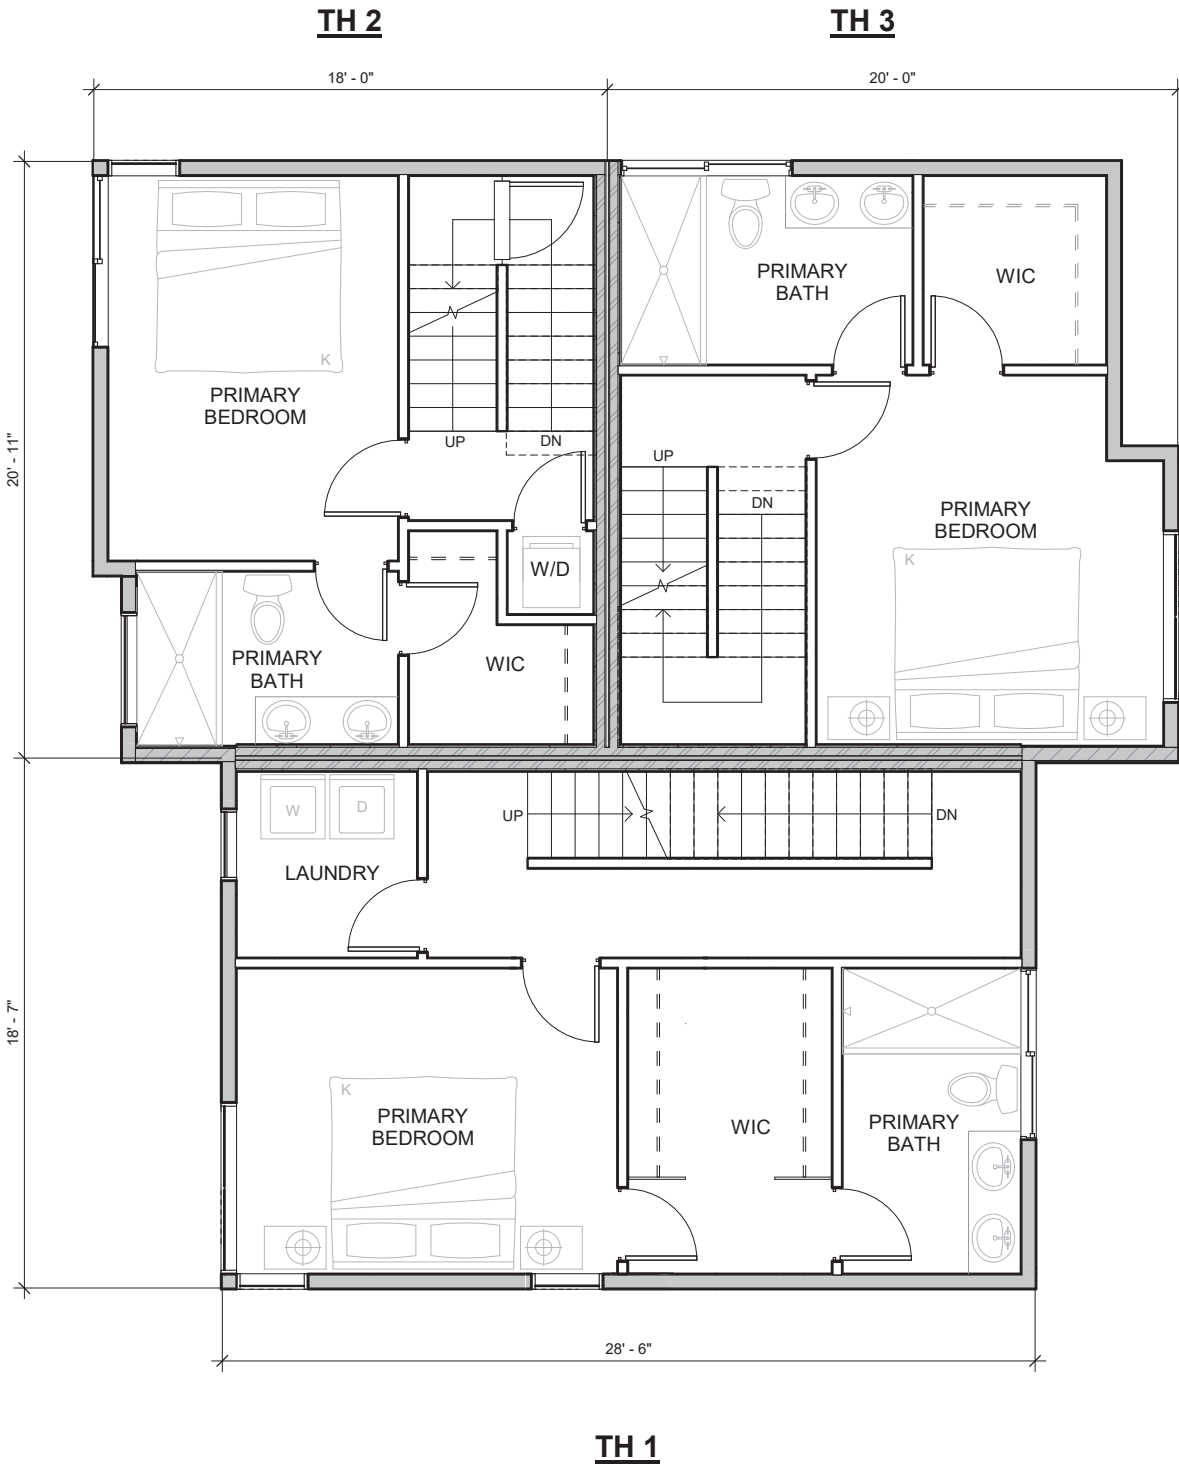 TH 2
TH 3
18' - 0"
20' - 0"
20' - 11"
K
PRIMARY
BEDROOM
UP
DN
W/D
PRIMARY
BATH
WIC
PRIMARY
BATH
WIC
UP
DN
PRIMARY
BEDROOM
K
18' - 7"
W
D
LAUNDRY
UP
DN
K
PRIMARY
BEDROOM
WIC
PRIMARY
BATH
28' - 6"
TH 1